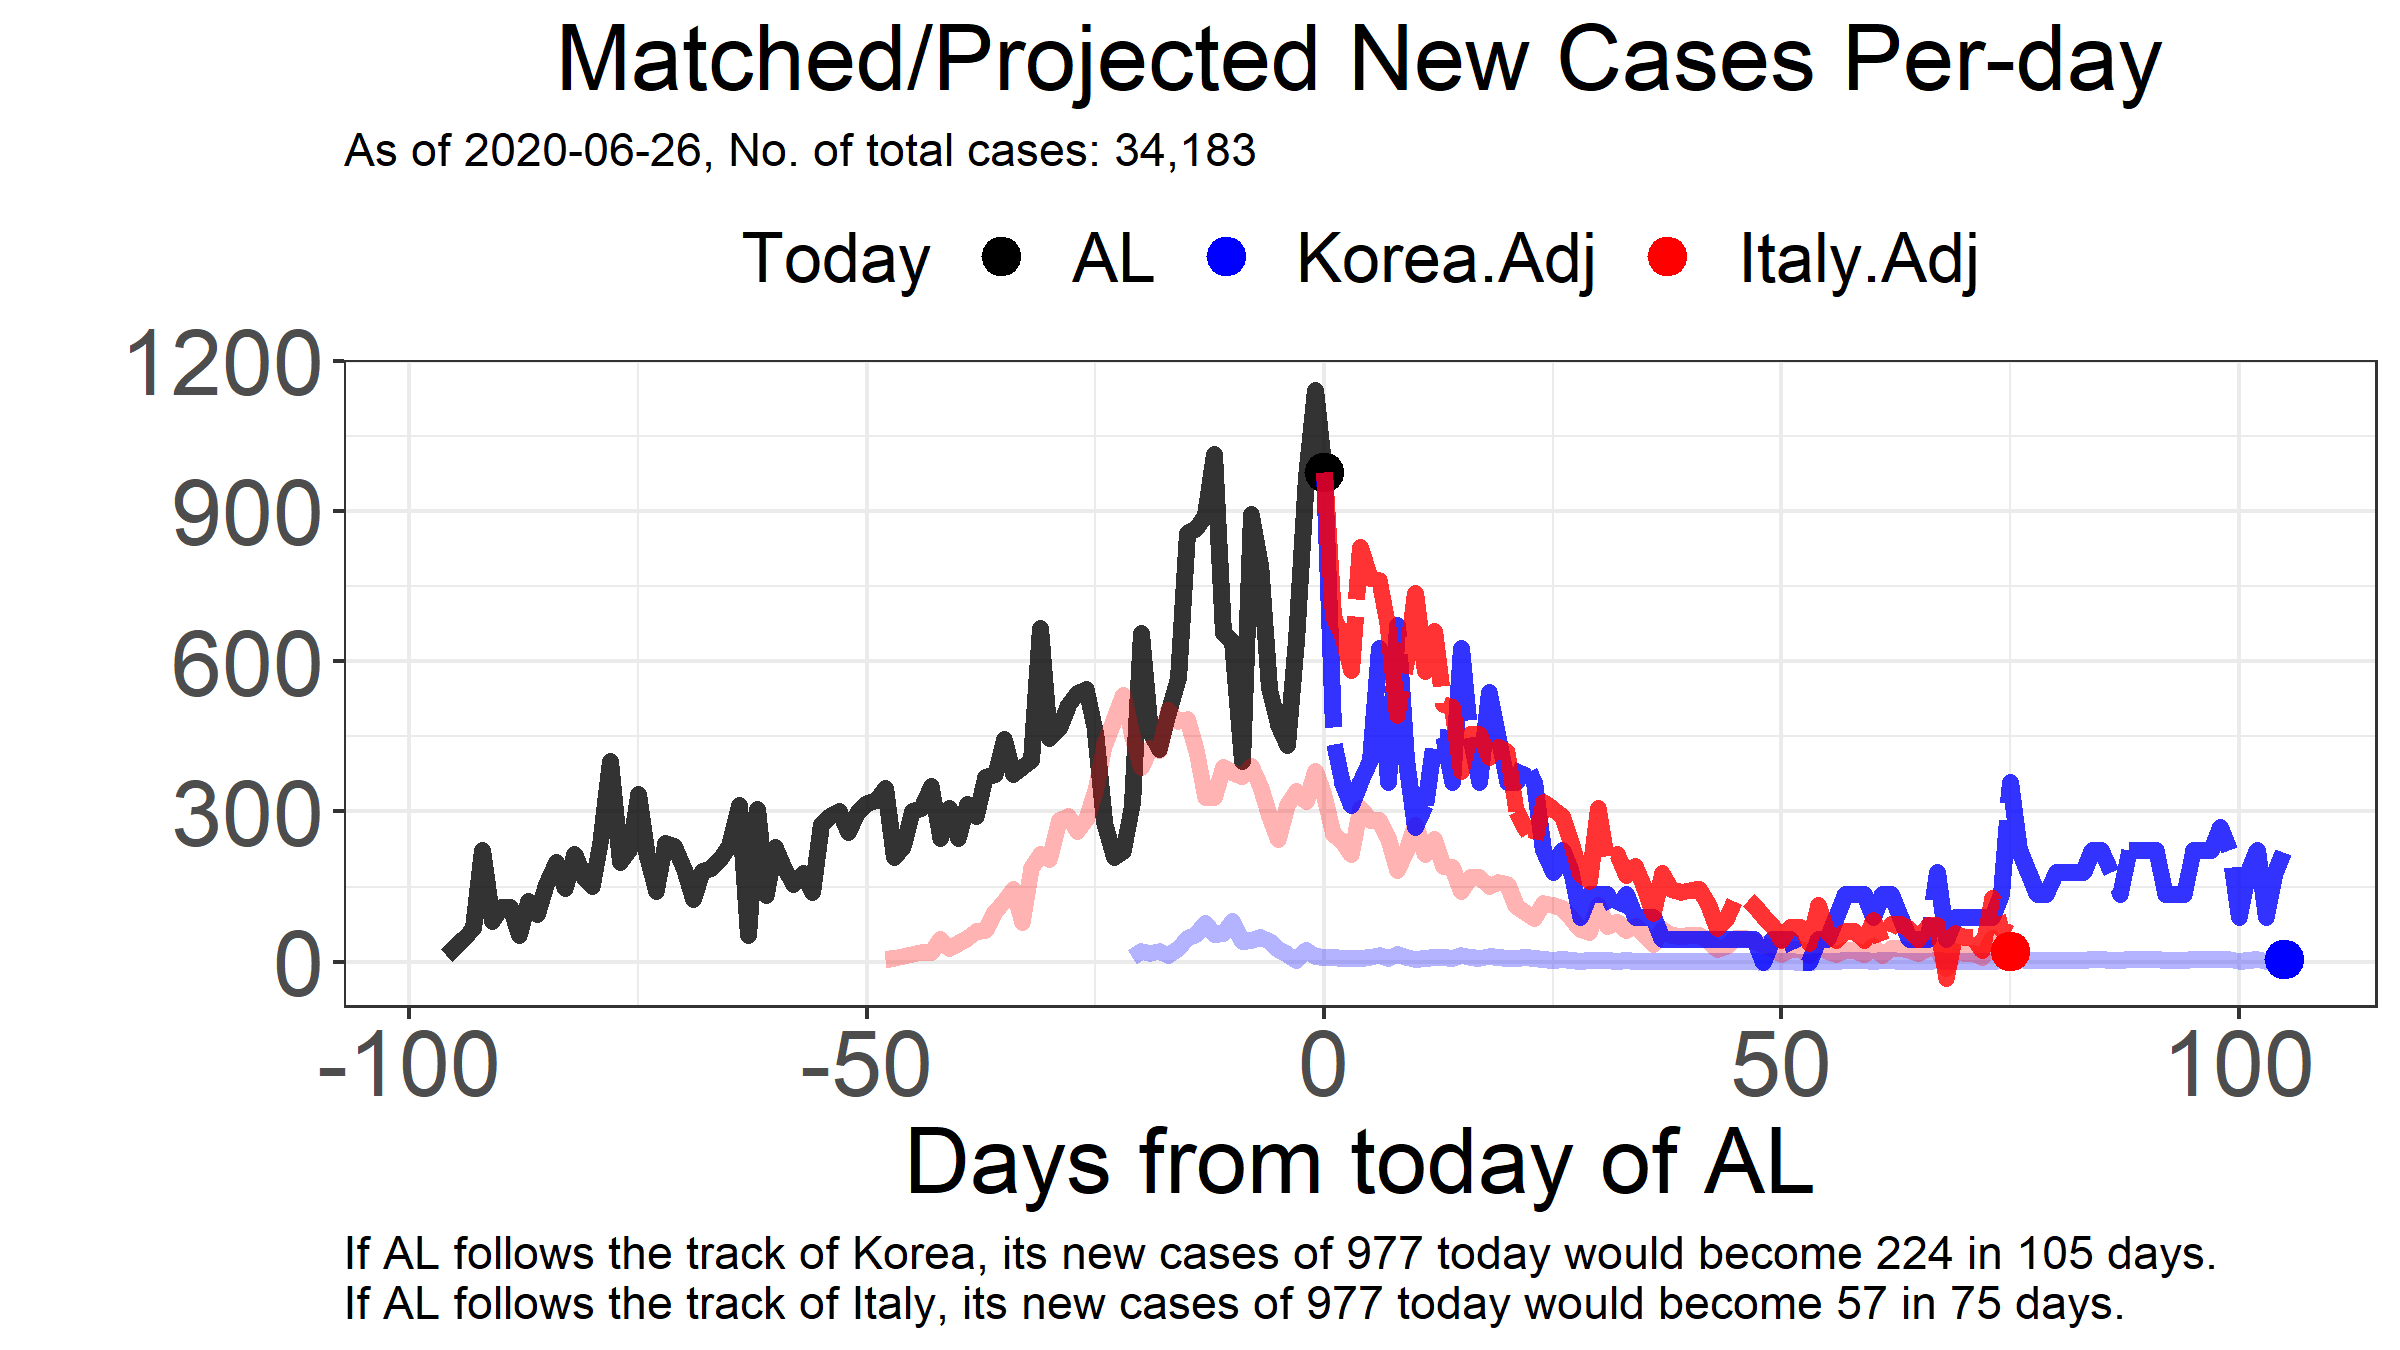 Matched/Projected New Cases Per-day
As of 2020-06-26, No. of total cases: 34,183
Today AL Korea.Adj Italy.Adj
1200
900
600
300
0
-100 -50 0 50 100
Days from today of AL
If AL follows the track of Korea, its new cases of 977 today would become 224 in 105 days.
If AL follows the track of Italy, its new cases of 977 today would become 57 in 75 days.